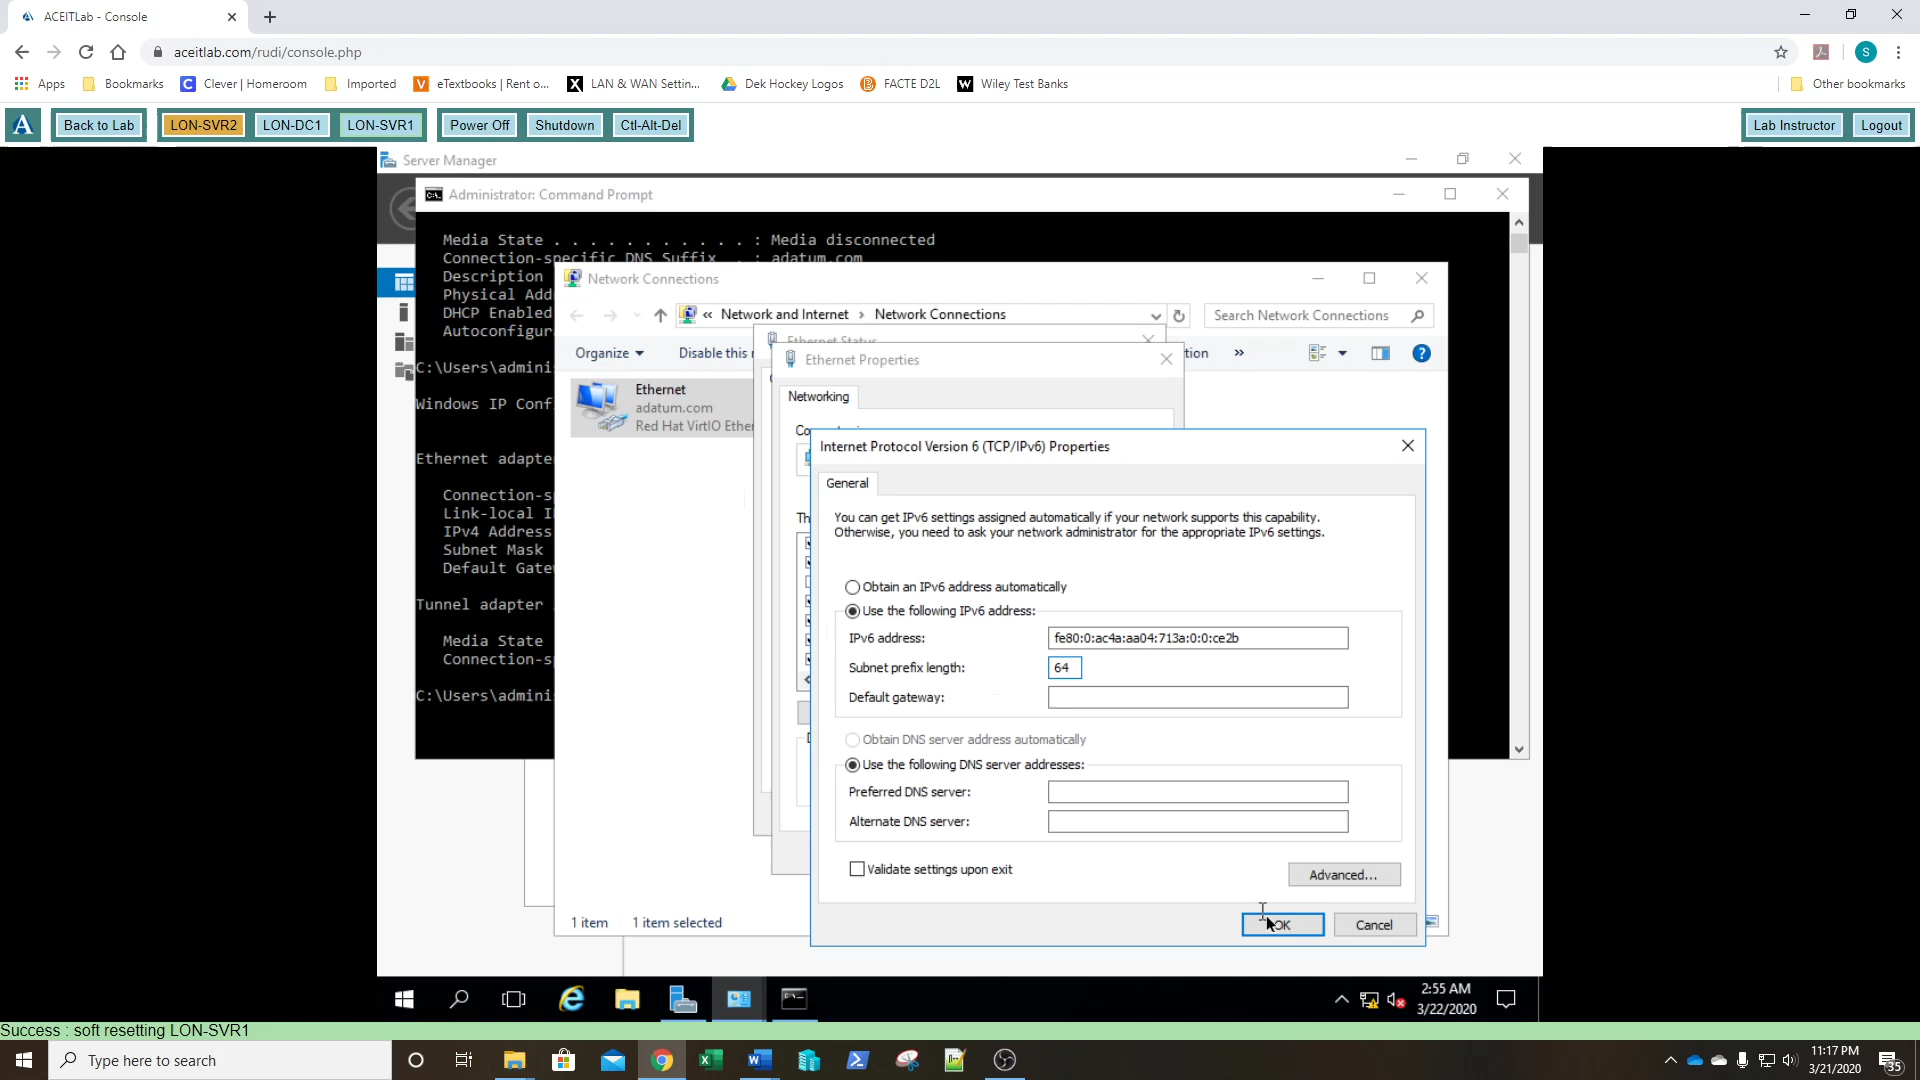 ACEITLab - Console
aceitlab.com/rudi/console.php
S
Apps
Bookmarks
Clever | Homeroom
Imported
eTextbooks | Rent o...
LAN & WAN Settin...
Dek Hockey Logos
FACTE D2L
Wiley Test Banks
Other bookmarks
Back to Lab
LON-SVR2
LON-DC1
LON-SVR1
Power Off
Shutdown
Ctl-Alt-Del
Lab Instructor
Logout
Server Manager
Administrator: Command Prompt
Media State . . . . . . . . . . . : Media disconnected
Connection-specific DNS Suffix . : adatum.com
Description
Physical Add
DHCP Enabled
Autoconfigur
C:\Users\admini
Windows IP Conf
Ethernet adapte
Connection-s
Link-local I
IPv4 Address
Subnet Mask
Default Gate
Tunnel adapter
Media State
Connection-s
C:\Users\admini
Network Connections
« Network and Internet › Network Connections
Search Network Connections
Organize
Disable this
tion
»
Ethernet
adatum.com
Red Hat VirtIO Ether
1 item
1 item selected
Ethernet Status
Ethernet Properties
Networking
Co
Th
Internet Protocol Version 6 (TCP/IPv6) Properties
General
You can get IPv6 settings assigned automatically if your network supports this capability.
Otherwise, you need to ask your network administrator for the appropriate IPv6 settings.
Obtain an IPv6 address automatically
Use the following IPv6 address:
IPv6 address:
fe80:0:ac4a:aa04:713a:0:0:ce2b
Subnet prefix length:
64
Default gateway:
Obtain DNS server address automatically
Use the following DNS server addresses:
Preferred DNS server:
Alternate DNS server:
Validate settings upon exit
Advanced...
OK
Cancel
2:55 AM
3/22/2020
Success : soft resetting LON-SVR1
Type here to search
11:17 PM
3/21/2020
35